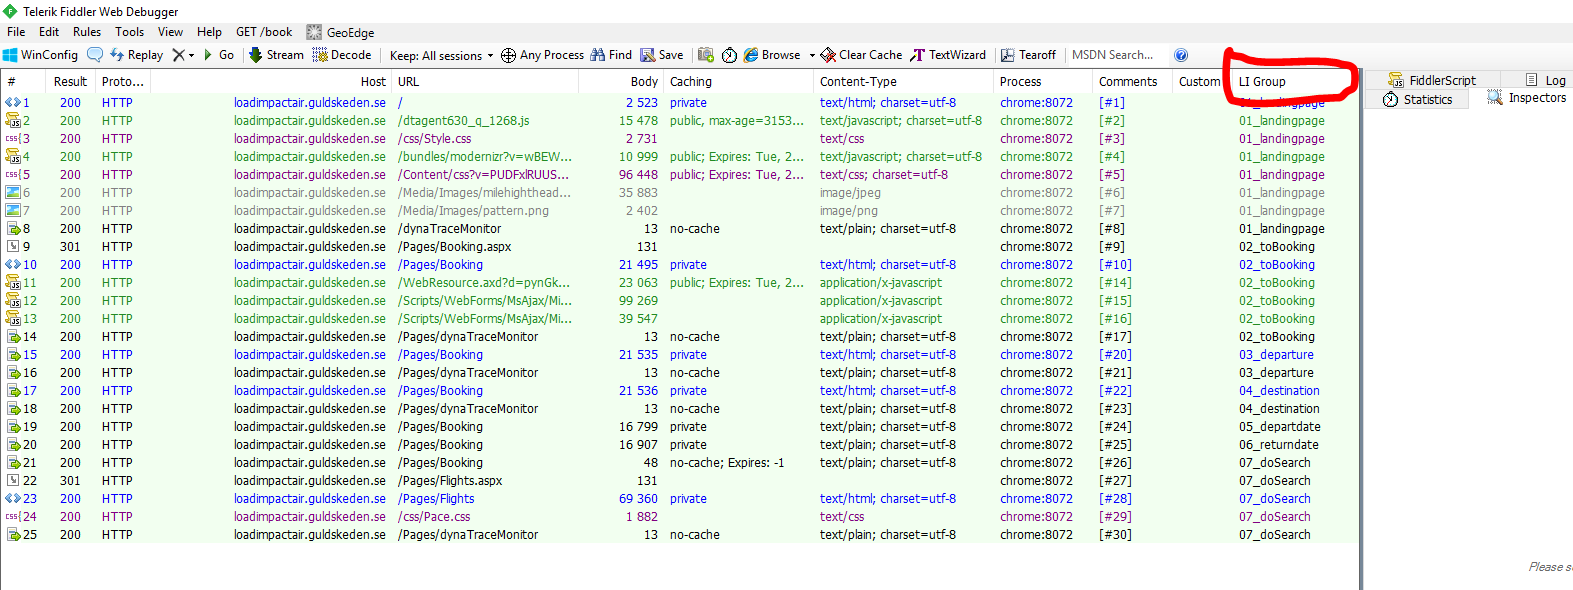 Telerik Fiddler Web Debugger
File Edit Rules Tools View Help GET /book GeoEdge
WinConfig Replay X Go Stream Decode Keep: All sessions Any Process Find Save Browse Clear Cache TextWizard Tearoff MSDN Search... ?
# Result Proto... Host URL Body Caching Content-Type Process Comments Custom LI Group
1 200 HTTP loadimpactair.guldskeden.se / 2 523 private text/html; charset=utf-8 chrome:8072 [#1] 01_landingpage
2 200 HTTP loadimpactair.guldskeden.se /dtagent630_q_1268.js 15 478 public, max-age=3153... text/javascript; charset=utf-8 chrome:8072 [#2] 01_landingpage
3 200 HTTP loadimpactair.guldskeden.se /css/Style.css 2 731 text/css chrome:8072 [#3] 01_landingpage
4 200 HTTP loadimpactair.guldskeden.se /bundles/modernizr?v=wBEW... 10 999 public; Expires: Tue, 2... text/javascript; charset=utf-8 chrome:8072 [#4] 01_landingpage
5 200 HTTP loadimpactair.guldskeden.se /Content/css?v=PUDFxlRUUS... 96 448 public; Expires: Tue, 2... text/css; charset=utf-8 chrome:8072 [#5] 01_landingpage
6 200 HTTP loadimpactair.guldskeden.se /Media/Images/milehighthead... 35 883 image/jpeg chrome:8072 [#6] 01_landingpage
7 200 HTTP loadimpactair.guldskeden.se /Media/Images/pattern.png 2 402 image/png chrome:8072 [#7] 01_landingpage
8 200 HTTP loadimpactair.guldskeden.se /dynaTraceMonitor 13 no-cache text/plain; charset=utf-8 chrome:8072 [#8] 01_landingpage
9 301 HTTP loadimpactair.guldskeden.se /Pages/Booking.aspx 131 chrome:8072 [#9] 02_toBooking
10 200 HTTP loadimpactair.guldskeden.se /Pages/Booking 21 495 private text/html; charset=utf-8 chrome:8072 [#10] 02_toBooking
11 200 HTTP loadimpactair.guldskeden.se /WebResource.axd?d=pynGk... 23 063 public; Expires: Tue, 2... application/x-javascript chrome:8072 [#14] 02_toBooking
12 200 HTTP loadimpactair.guldskeden.se /Scripts/WebForms/MsAjax/Mi... 99 269 application/x-javascript chrome:8072 [#15] 02_toBooking
13 200 HTTP loadimpactair.guldskeden.se /Scripts/WebForms/MsAjax/Mi... 39 547 application/x-javascript chrome:8072 [#16] 02_toBooking
14 200 HTTP loadimpactair.guldskeden.se /Pages/dynaTraceMonitor 13 no-cache text/plain; charset=utf-8 chrome:8072 [#17] 02_toBooking
15 200 HTTP loadimpactair.guldskeden.se /Pages/Booking 21 535 private text/html; charset=utf-8 chrome:8072 [#20] 03_departure
16 200 HTTP loadimpactair.guldskeden.se /Pages/dynaTraceMonitor 13 no-cache text/plain; charset=utf-8 chrome:8072 [#21] 03_departure
17 200 HTTP loadimpactair.guldskeden.se /Pages/Booking 21 536 private text/html; charset=utf-8 chrome:8072 [#22] 04_destination
18 200 HTTP loadimpactair.guldskeden.se /Pages/dynaTraceMonitor 13 no-cache text/plain; charset=utf-8 chrome:8072 [#23] 04_destination
19 200 HTTP loadimpactair.guldskeden.se /Pages/Booking 16 799 private text/plain; charset=utf-8 chrome:8072 [#24] 05_departdate
20 200 HTTP loadimpactair.guldskeden.se /Pages/Booking 16 907 private text/plain; charset=utf-8 chrome:8072 [#25] 06_returndate
21 200 HTTP loadimpactair.guldskeden.se /Pages/Booking 48 no-cache; Expires: -1 text/plain; charset=utf-8 chrome:8072 [#26] 07_doSearch
22 301 HTTP loadimpactair.guldskeden.se /Pages/Flights.aspx 131 chrome:8072 [#27] 07_doSearch
23 200 HTTP loadimpactair.guldskeden.se /Pages/Flights 69 360 private text/html; charset=utf-8 chrome:8072 [#28] 07_doSearch
24 200 HTTP loadimpactair.guldskeden.se /css/Pace.css 1 882 text/css chrome:8072 [#29] 07_doSearch
25 200 HTTP loadimpactair.guldskeden.se /Pages/dynaTraceMonitor 13 no-cache text/plain; charset=utf-8 chrome:8072 [#30] 07_doSearch
FiddlerScript Log
Statistics Inspectors
Please s